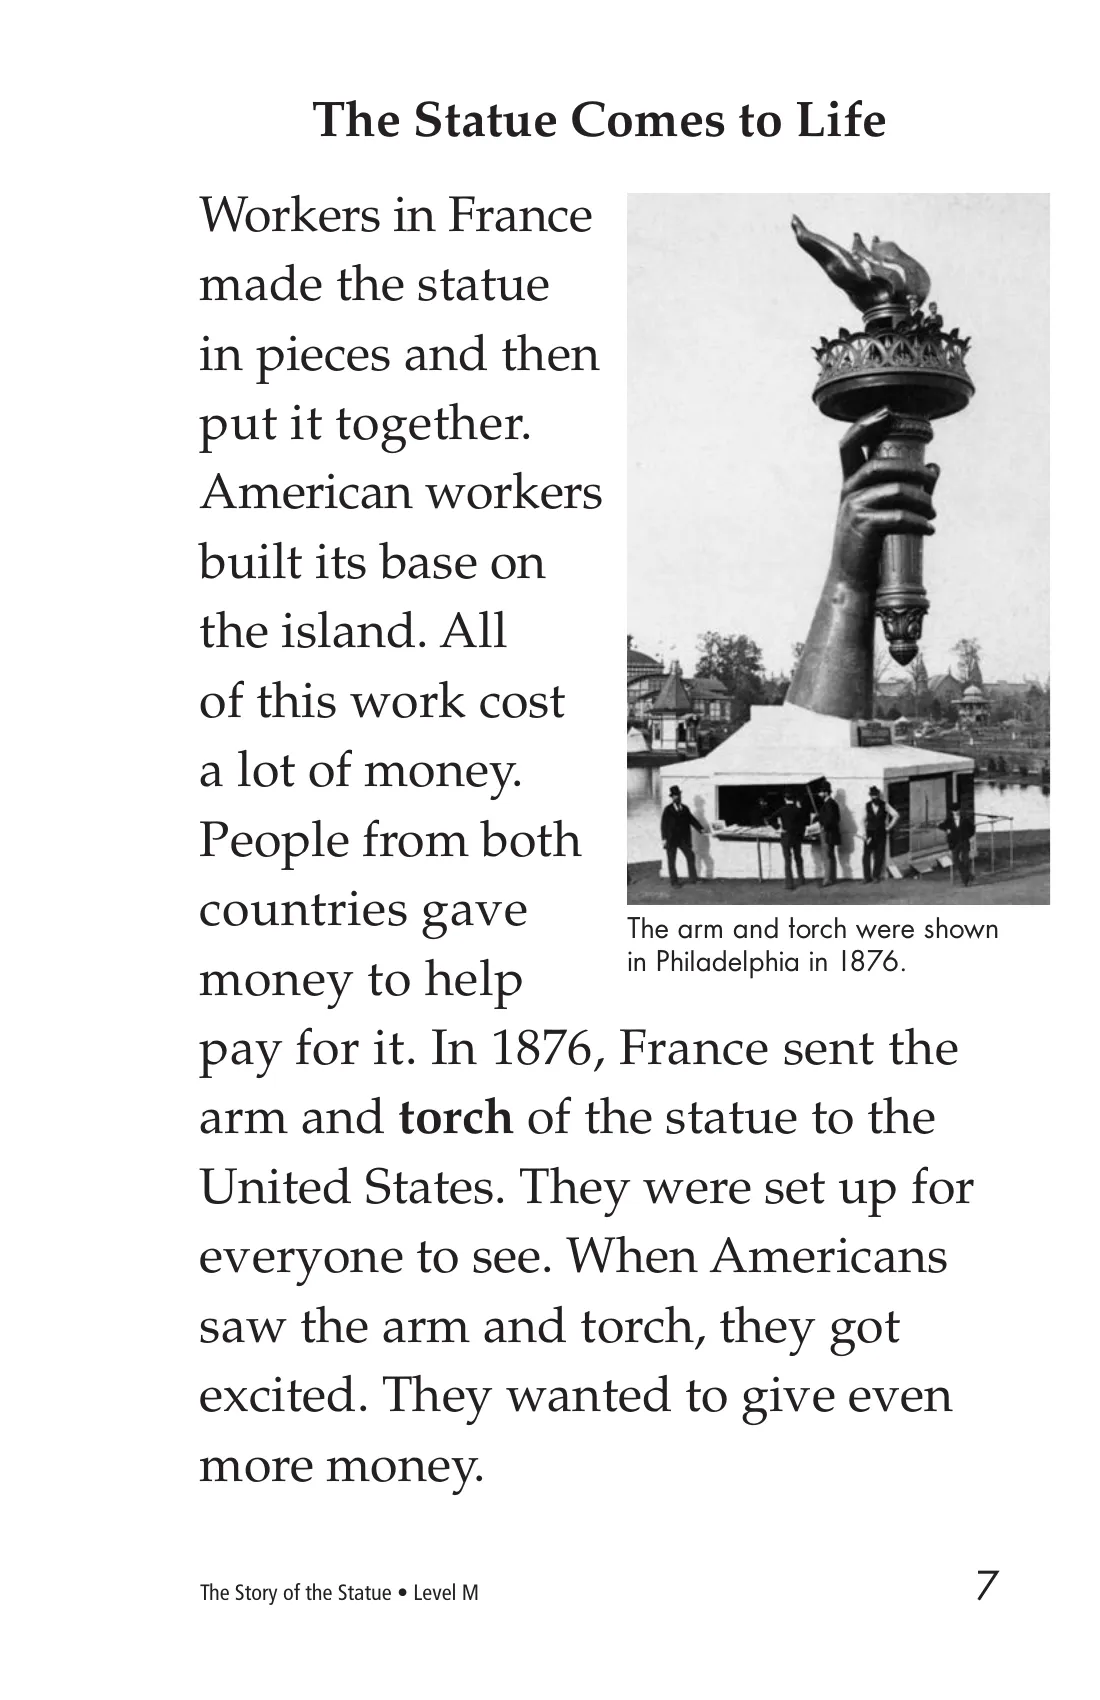 The Statue Comes to Life
Workers in France
made the statue
in pieces and then
put it together.
American workers
built its base on
the island. All
of this work cost
a lot of money.
People from both
countries gave
money to help
pay for it. In 1876, France sent the
arm and torch of the statue to the
United States. They were set up for
everyone to see. When Americans
saw the arm and torch, they got
excited. They wanted to give even
more money.
The arm and torch were shown
in Philadelphia in 1876.
The Story of the Statue • Level M
7